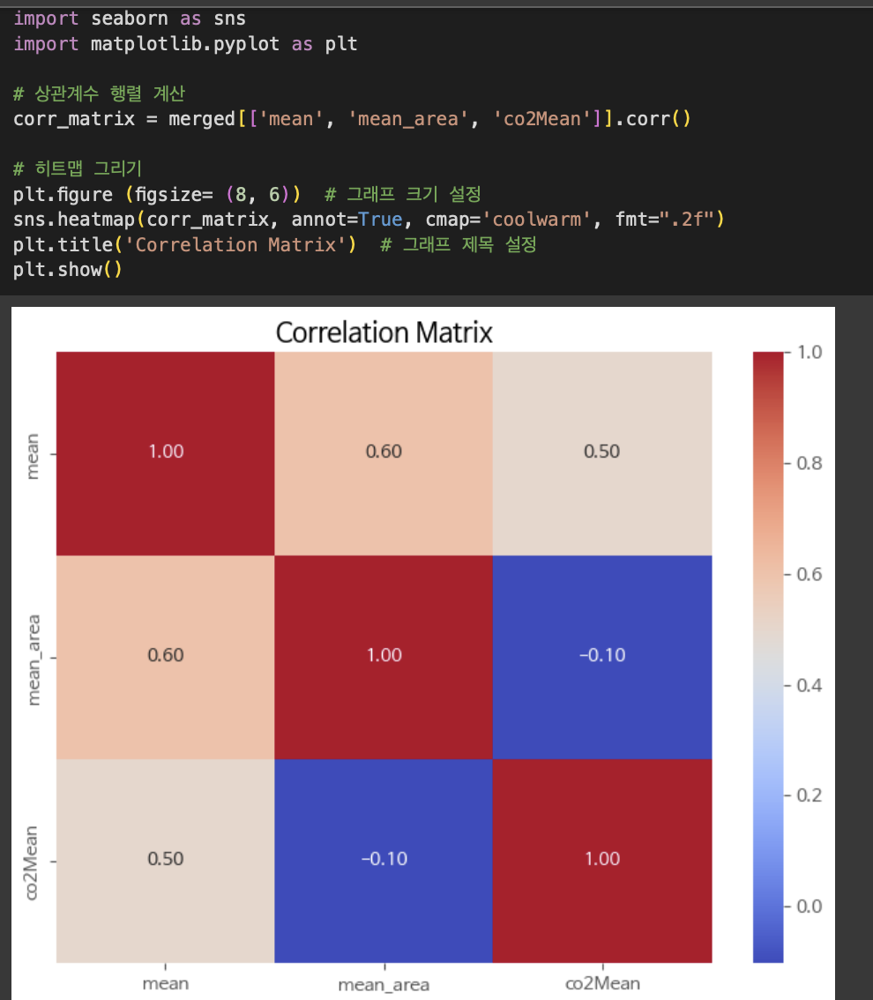 import seaborn as sns
import matplotlib.pyplot as plt
# 상관계수 행렬 계산
corr_matrix = merged[['mean', 'mean_area', 'co2Mean']].corr()
# 히트맵 그리기
plt.figure (figsize= (8, 6))  # 그래프 크기 설정
sns.heatmap(corr_matrix, annot=True, cmap='coolwarm', fmt=".2f")
plt.title('Correlation Matrix')  # 그래프 제목 설정
plt.show()
Correlation Matrix
mean 1.00 0.60 0.50
mean_area 0.60 1.00 −0.10
co2Mean 0.50 −0.10 1.00
mean mean_area co2Mean
1.0
0.8
0.6
0.4
0.2
0.0